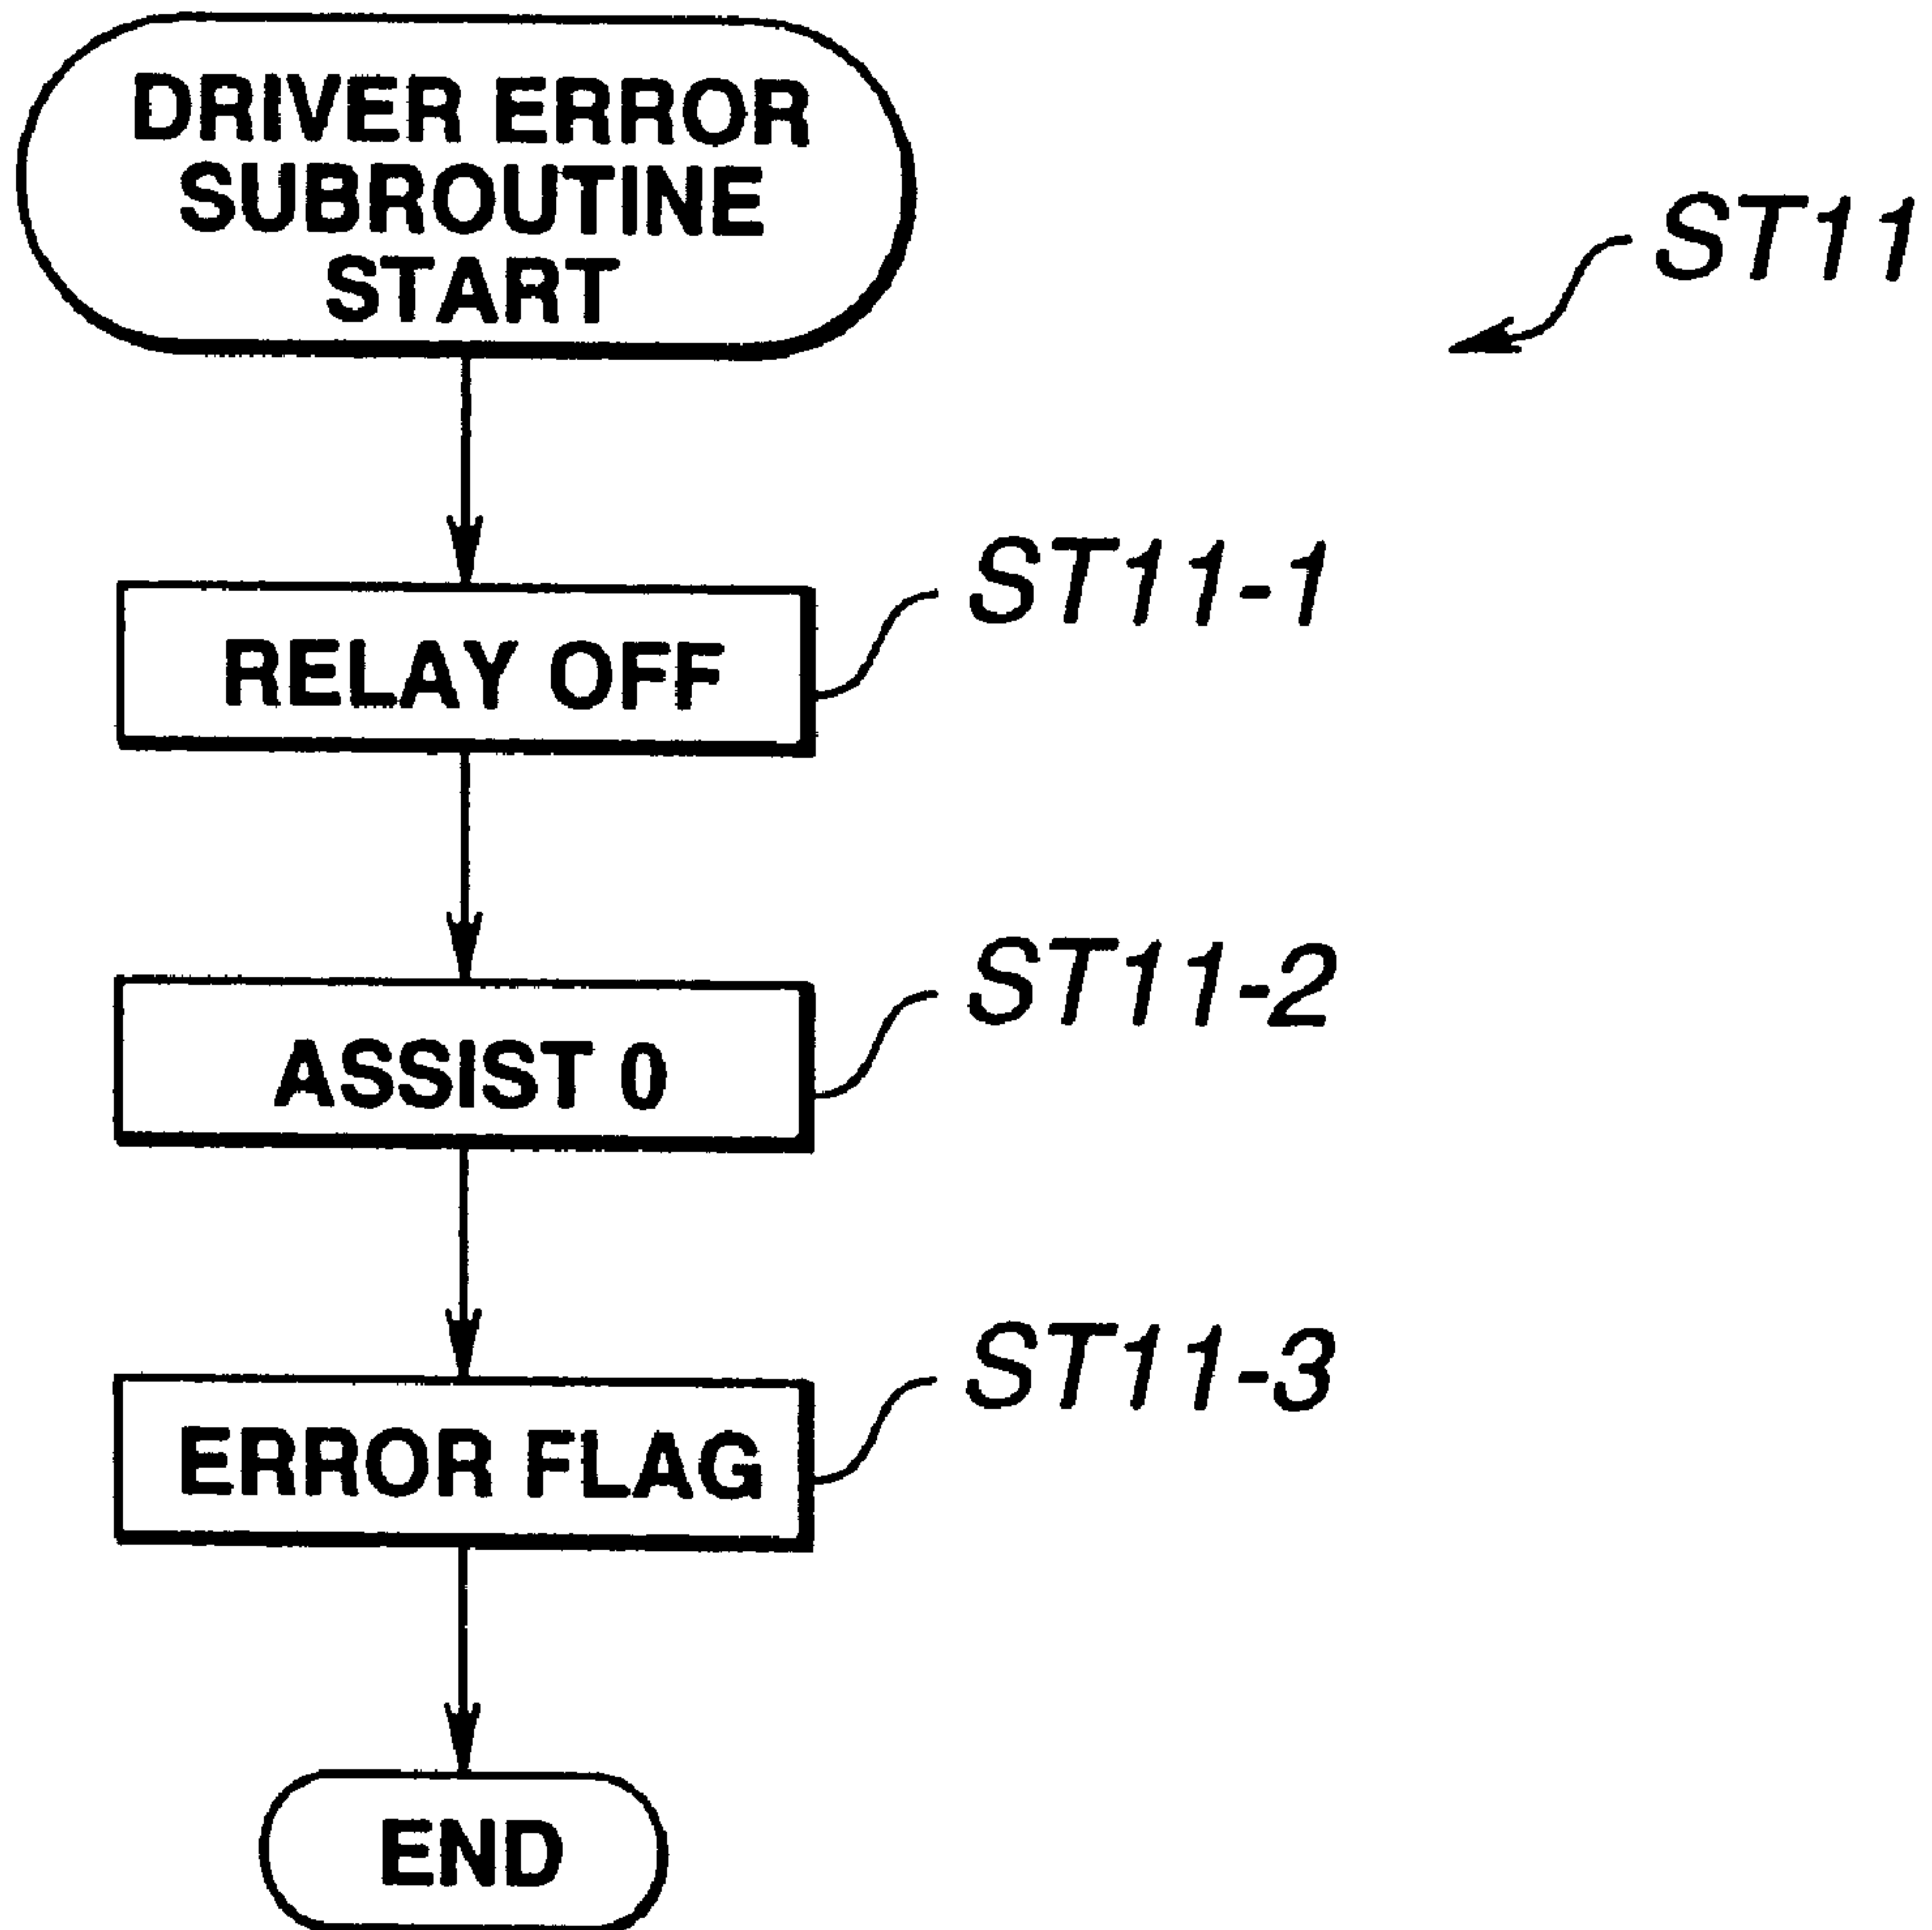 DRIVER ERROR
SUBROUTINE
START
ST11
RELAY OFF
ST11-1
ASSIST 0
ST11-2
ERROR FLAG
ST11-3
END